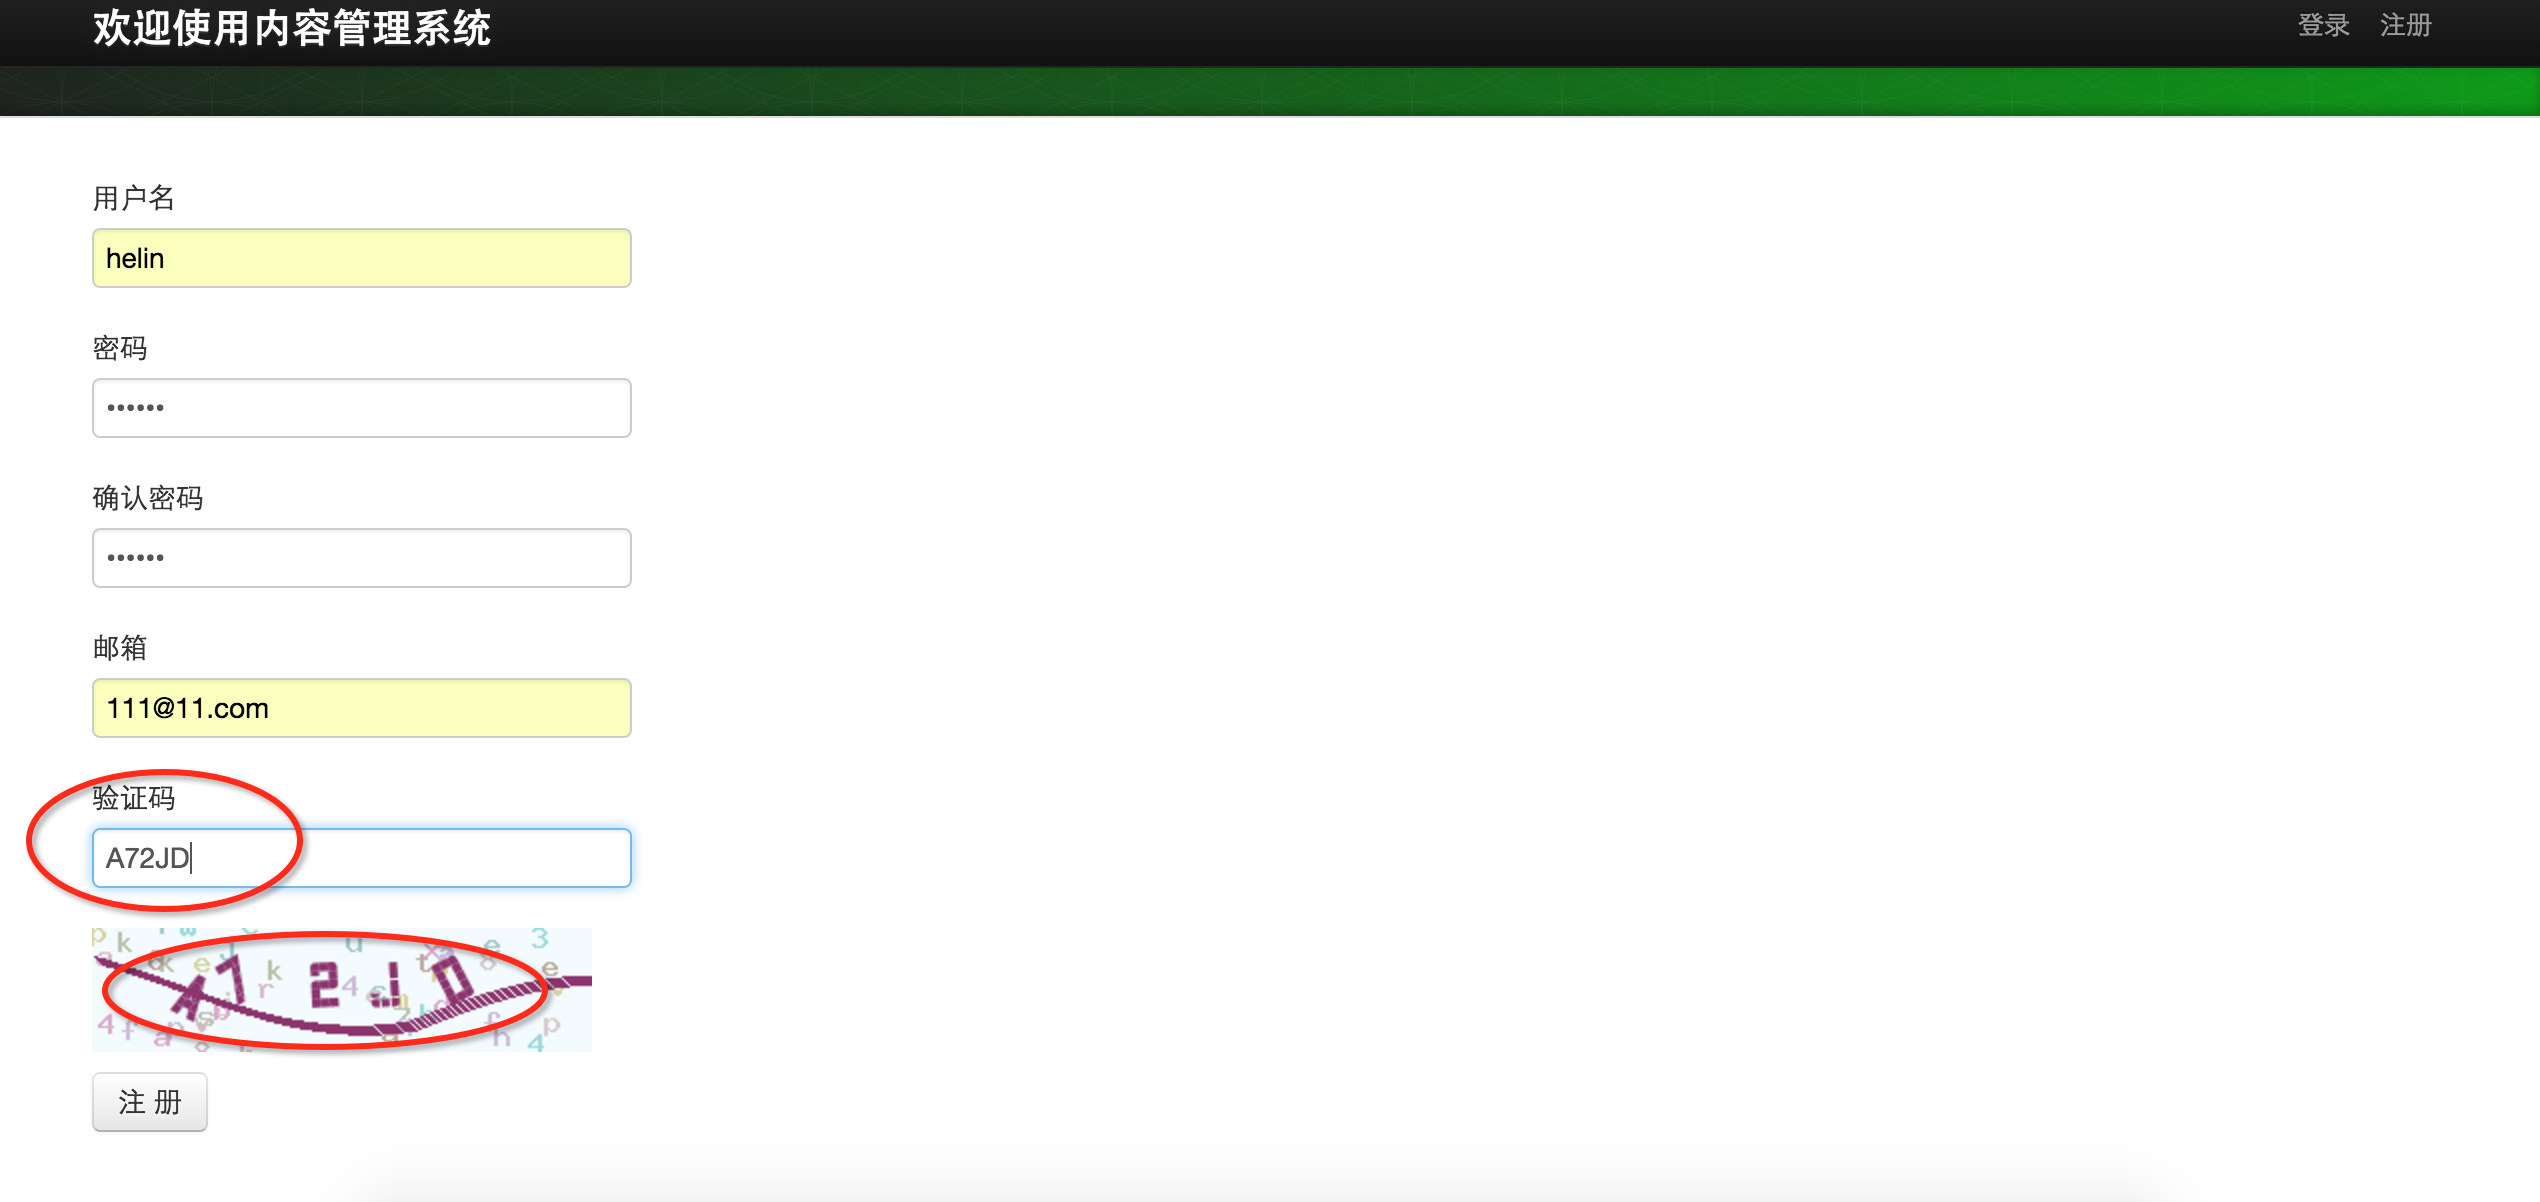 欢迎使用内容管理系统
登录 注册
用户名
helin
密码
••••••
确认密码
••••••
邮箱
111@11.com
验证码
A72JD
A72JD
注 册